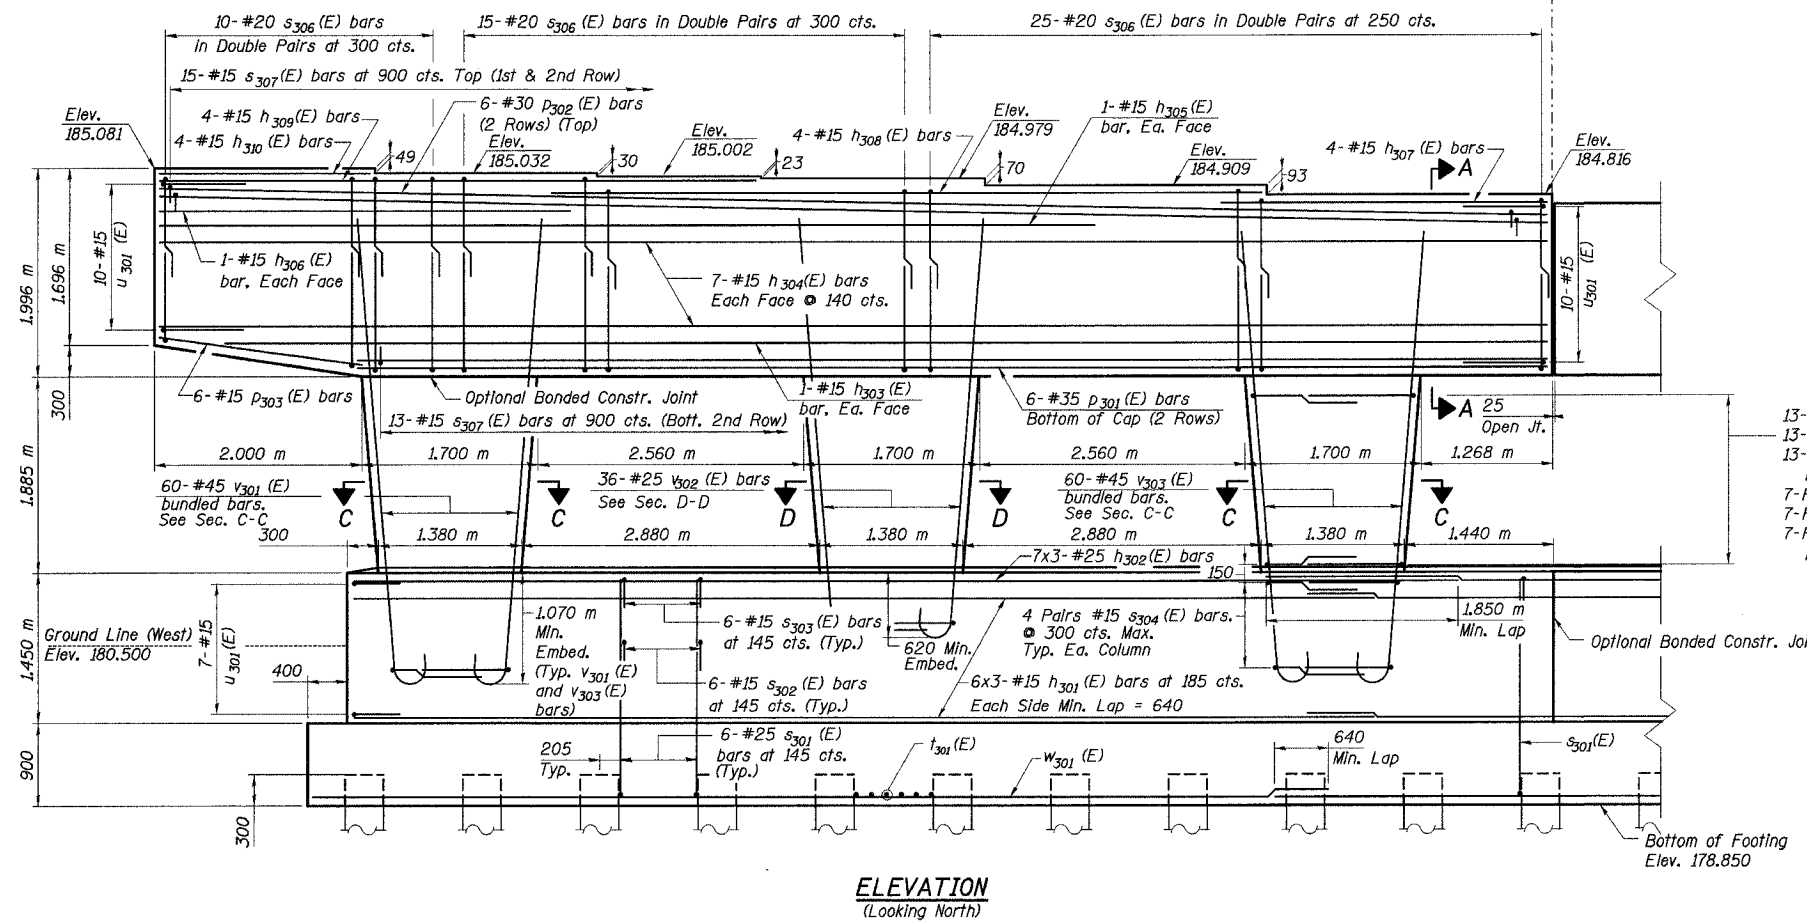 10-#20 s306 (E) bars
in Double Pairs at 300 cts.
15-#20 s306 (E) bars in Double Pairs at 300 cts.
25-#20 s306 (E) bars in Double Pairs at 250 cts.
15-#15 s307(E) bars at 900 cts. Top (1st & 2nd Row)
Elev.
185.081
4-#15 h309(E) bars
4-#15 h310 (E) bars
6-#30 p302 (E) bars
(2 Rows) (Top)
49
Elev.
185.032
30
Elev.
185.002
23
4-#15 h308 (E) bars
Elev.
184.979
70
1-#15 h305(E)
bar, Ea. Face
Elev.
184.909
93
4-#15 h307(E) bars
A
Elev.
184.816
1.996 m
1.696 m
300
10-#15
u301 (E)
1-#15 h306 (E)
bar, Each Face
7-#15 h304(E) bars
Each Face @ 140 cts.
10-#15
u301 (E)
6-#15 p303(E) bars
Optional Bonded Constr. Joint
13-#15 s307(E) bars at 900 cts. (Bott. 2nd Row)
1-#15 h303(E)
bar, Ea. Face
6-#35 p301(E) bars
Bottom of Cap (2 Rows)
A
25
Open Jt.
13-
13-
13-
7-
7-
7-
1.885 m
2.000 m
1.700 m
2.560 m
1.700 m
2.560 m
1.700 m
1.268 m
60-#45 v301 (E)
bundled bars.
See Sec. C-C
C
C
36-#25 v302(E) bars
See Sec. D-D
D
D
60-#45 v303(E)
bundled bars.
See Sec. C-C
C
C
300
1.380 m
2.880 m
1.380 m
2.880 m
1.380 m
1.440 m
7x3-#25 h302(E) bars
150
1.450 m
Ground Line (West)
Elev. 180.500
7-#15
u301(E)
400
1.070 m
Min.
Embed.
(Typ. v301 (E)
and v303(E)
bars)
6-#15 s303(E) bars
at 145 cts. (Typ.)
6-#15 s302(E) bars
at 145 cts. (Typ.)
620 Min.
Embed.
4 Pairs #15 s304(E) bars.
@ 300 cts. Max.
Typ. Ea. Column
6x3-#15 h301(E) bars at 185 cts.
Each Side Min. Lap = 640
1.850 m
Min. Lap
Optional Bonded Constr. Joi
900
300
205
Typ.
6-#25 s301 (E)
bars at 145 cts.
(Typ.)
t301(E)
w301(E)
640
Min. Lap
s301(E)
Bottom of Footing
Elev. 178.850
ELEVATION
(Looking North)